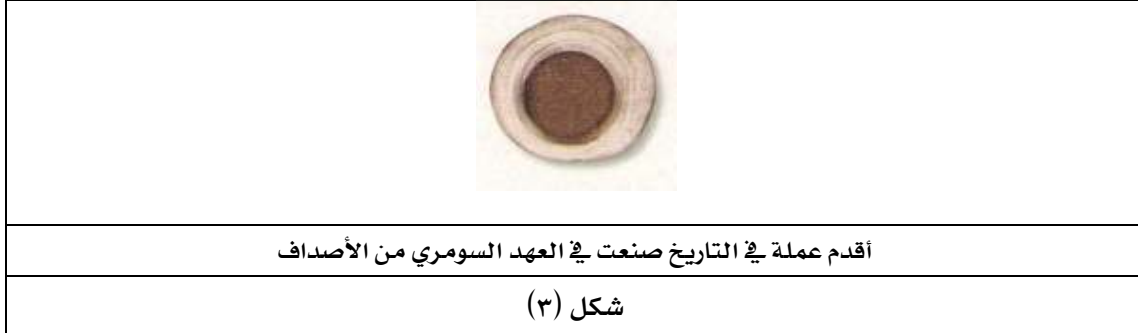 أقدم عملة في التاريخ صنعت في العهد السومري من الأصداف
شكل (٣)